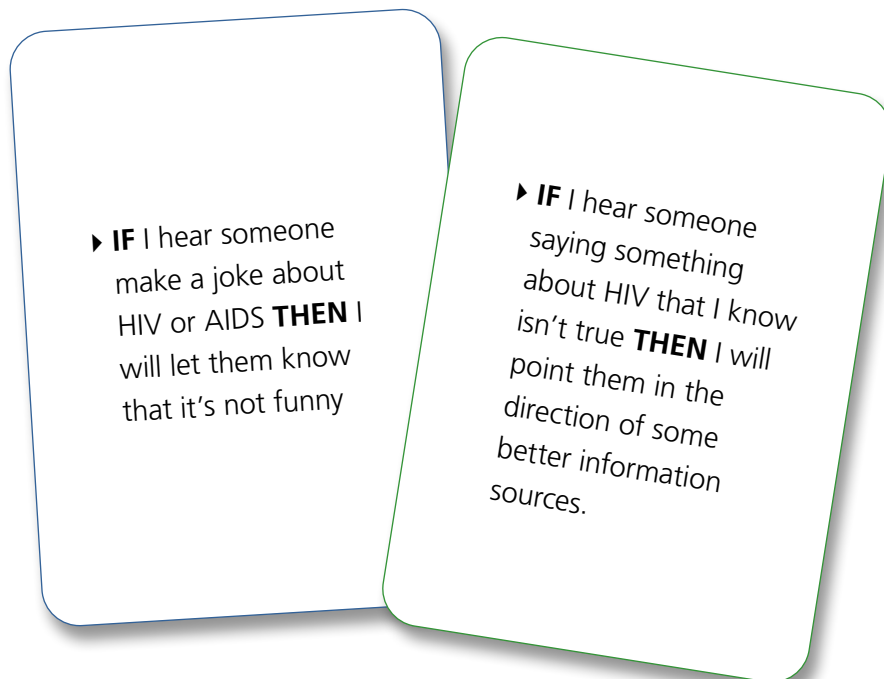 ▸ IF I hear someone
make a joke about
HIV or AIDS THEN I
will let them know
that it's not funny
▸ IF I hear someone
saying something
about HIV that I know
isn't true THEN I will
point them in the
direction of some
better information
sources.